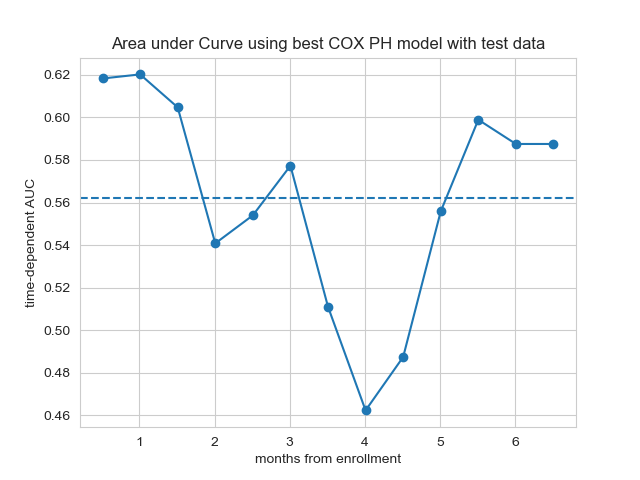 Area under Curve using best COX PH model with test data
time-dependent AUC
0.62
0.60
0.58
0.56
0.54
0.52
0.50
0.48
0.46
1 2 3 4 5 6
months from enrollment